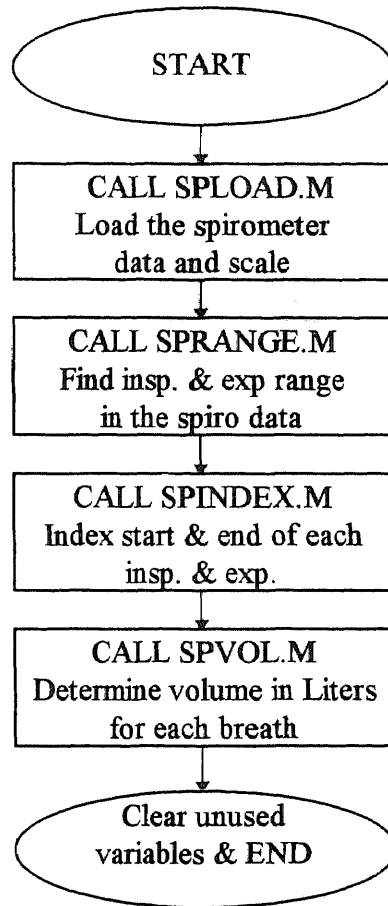 START
CALL SPLOAD.M
Load the spirometer
data and scale
CALL SPRANGE.M
Find insp. & exp range
in the spiro data
CALL SPINDEX.M
Index start & end of each
insp. & exp.
CALL SPVOL.M
Determine volume in Liters
for each breath
Clear unused
variables & END